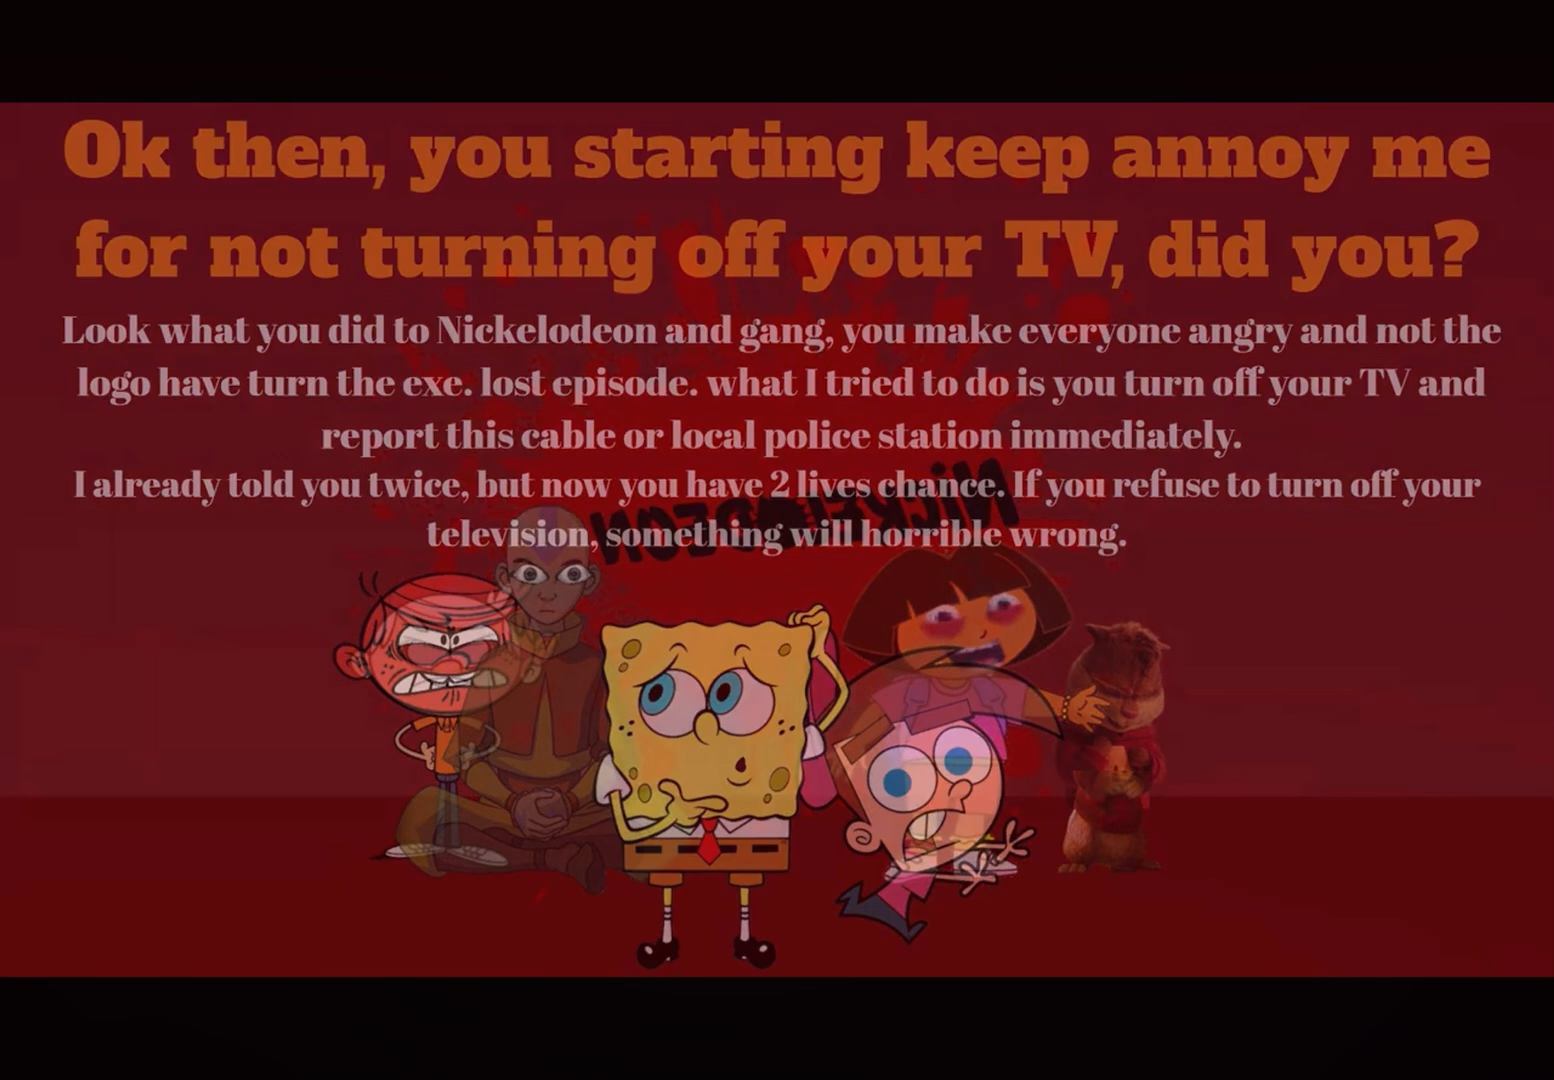 Ok then, you starting keep annoy me
for not turning off your TV, did you?
Look what you did to Nickelodeon and gang, you make everyone angry and not the
logo have turn the exe. lost episode. what I tried to do is you turn off your TV and
report this cable or local police station immediately.
I already told you twice, but now you have 2 lives chance. If you refuse to turn off your
NICKELODEON
television, something will horrible wrong.